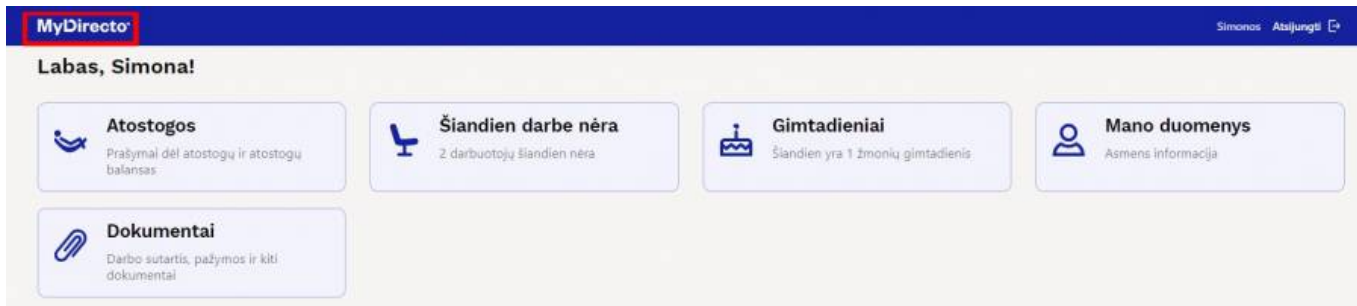 MyDirecto
Simonos Atsijungti
Labas, Simona!
Atostogos
Prašymai dėl atostogų ir atostogų
balansas
Šiandien darbe nėra
2 darbuotojų šiandien nėra
Gimtadieniai
Šiandien yra 1 žmonių gimtadienis
Mano duomenys
Asmens informacija
Dokumentai
Darbo sutartis, pažymos ir kiti
dokumentai